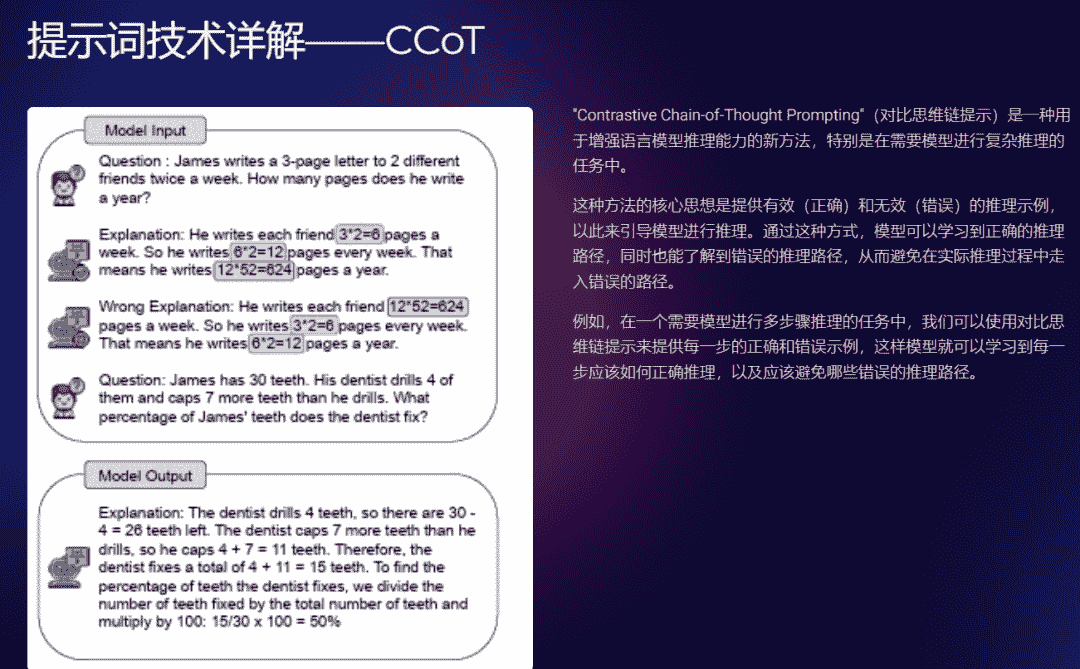 提示词技术详解——CCoT
Model Input
Question : James writes a 3-page letter to 2 different
friends twice a week. How many pages does he write
a year?
Explanation: He writes each friend 3*2=6 pages a
week. So he writes 6*2=12 pages every week. That
means he writes 12*52=624 pages a year.
Wrong Explanation: He writes each friend 12*52=624
pages a week. So he writes 3*2=6 pages every week.
That means he writes 6*2=12 pages a year.
Question: James has 30 teeth. His dentist drills 4 of
them and caps 7 more teeth than he drills. What
percentage of James' teeth does the dentist fix?
Model Output
Explanation: The dentist drills 4 teeth, so there are 30 -
4 = 26 teeth left. The dentist caps 7 more teeth than he
drills, so he caps 4 + 7 = 11 teeth. Therefore, the
dentist fixes a total of 4 + 11 = 15 teeth. To find the
percentage of teeth the dentist fixes, we divide the
number of teeth fixed by the total number of teeth and
multiply by 100: 15/30 x 100 = 50%
"Contrastive Chain-of-Thought Prompting"（对比思维链提示）是一种用
于增强语言模型推理能力的新方法，特别是在需要模型进行复杂推理的
任务中。
这种方法的核心思想是提供有效（正确）和无效（错误）的推理示例，
以此来引导模型进行推理。通过这种方式，模型可以学习到正确的推理
路径，同时也能了解到错误的推理路径，从而避免在实际推理过程中走
入错误的路径。
例如，在一个需要模型进行多步骤推理的任务中，我们可以使用对比思
维链提示来提供每一步的正确和错误示例，这样模型就可以学习到每一
步应该如何正确推理，以及应该避免哪些错误的推理路径。